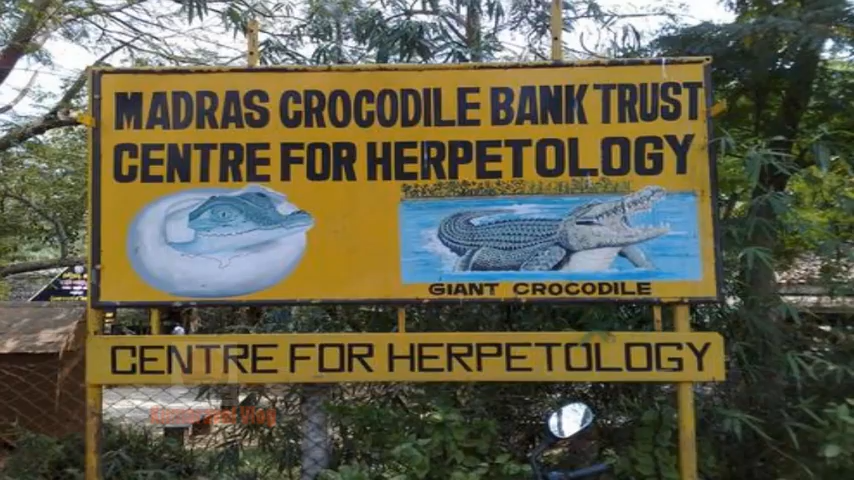 MADRAS CROCODILE BANK TRUST
CENTRE FOR HERPETOLOGY
GIANT CROCODILE
CENTRE FOR HERPETOLOGY